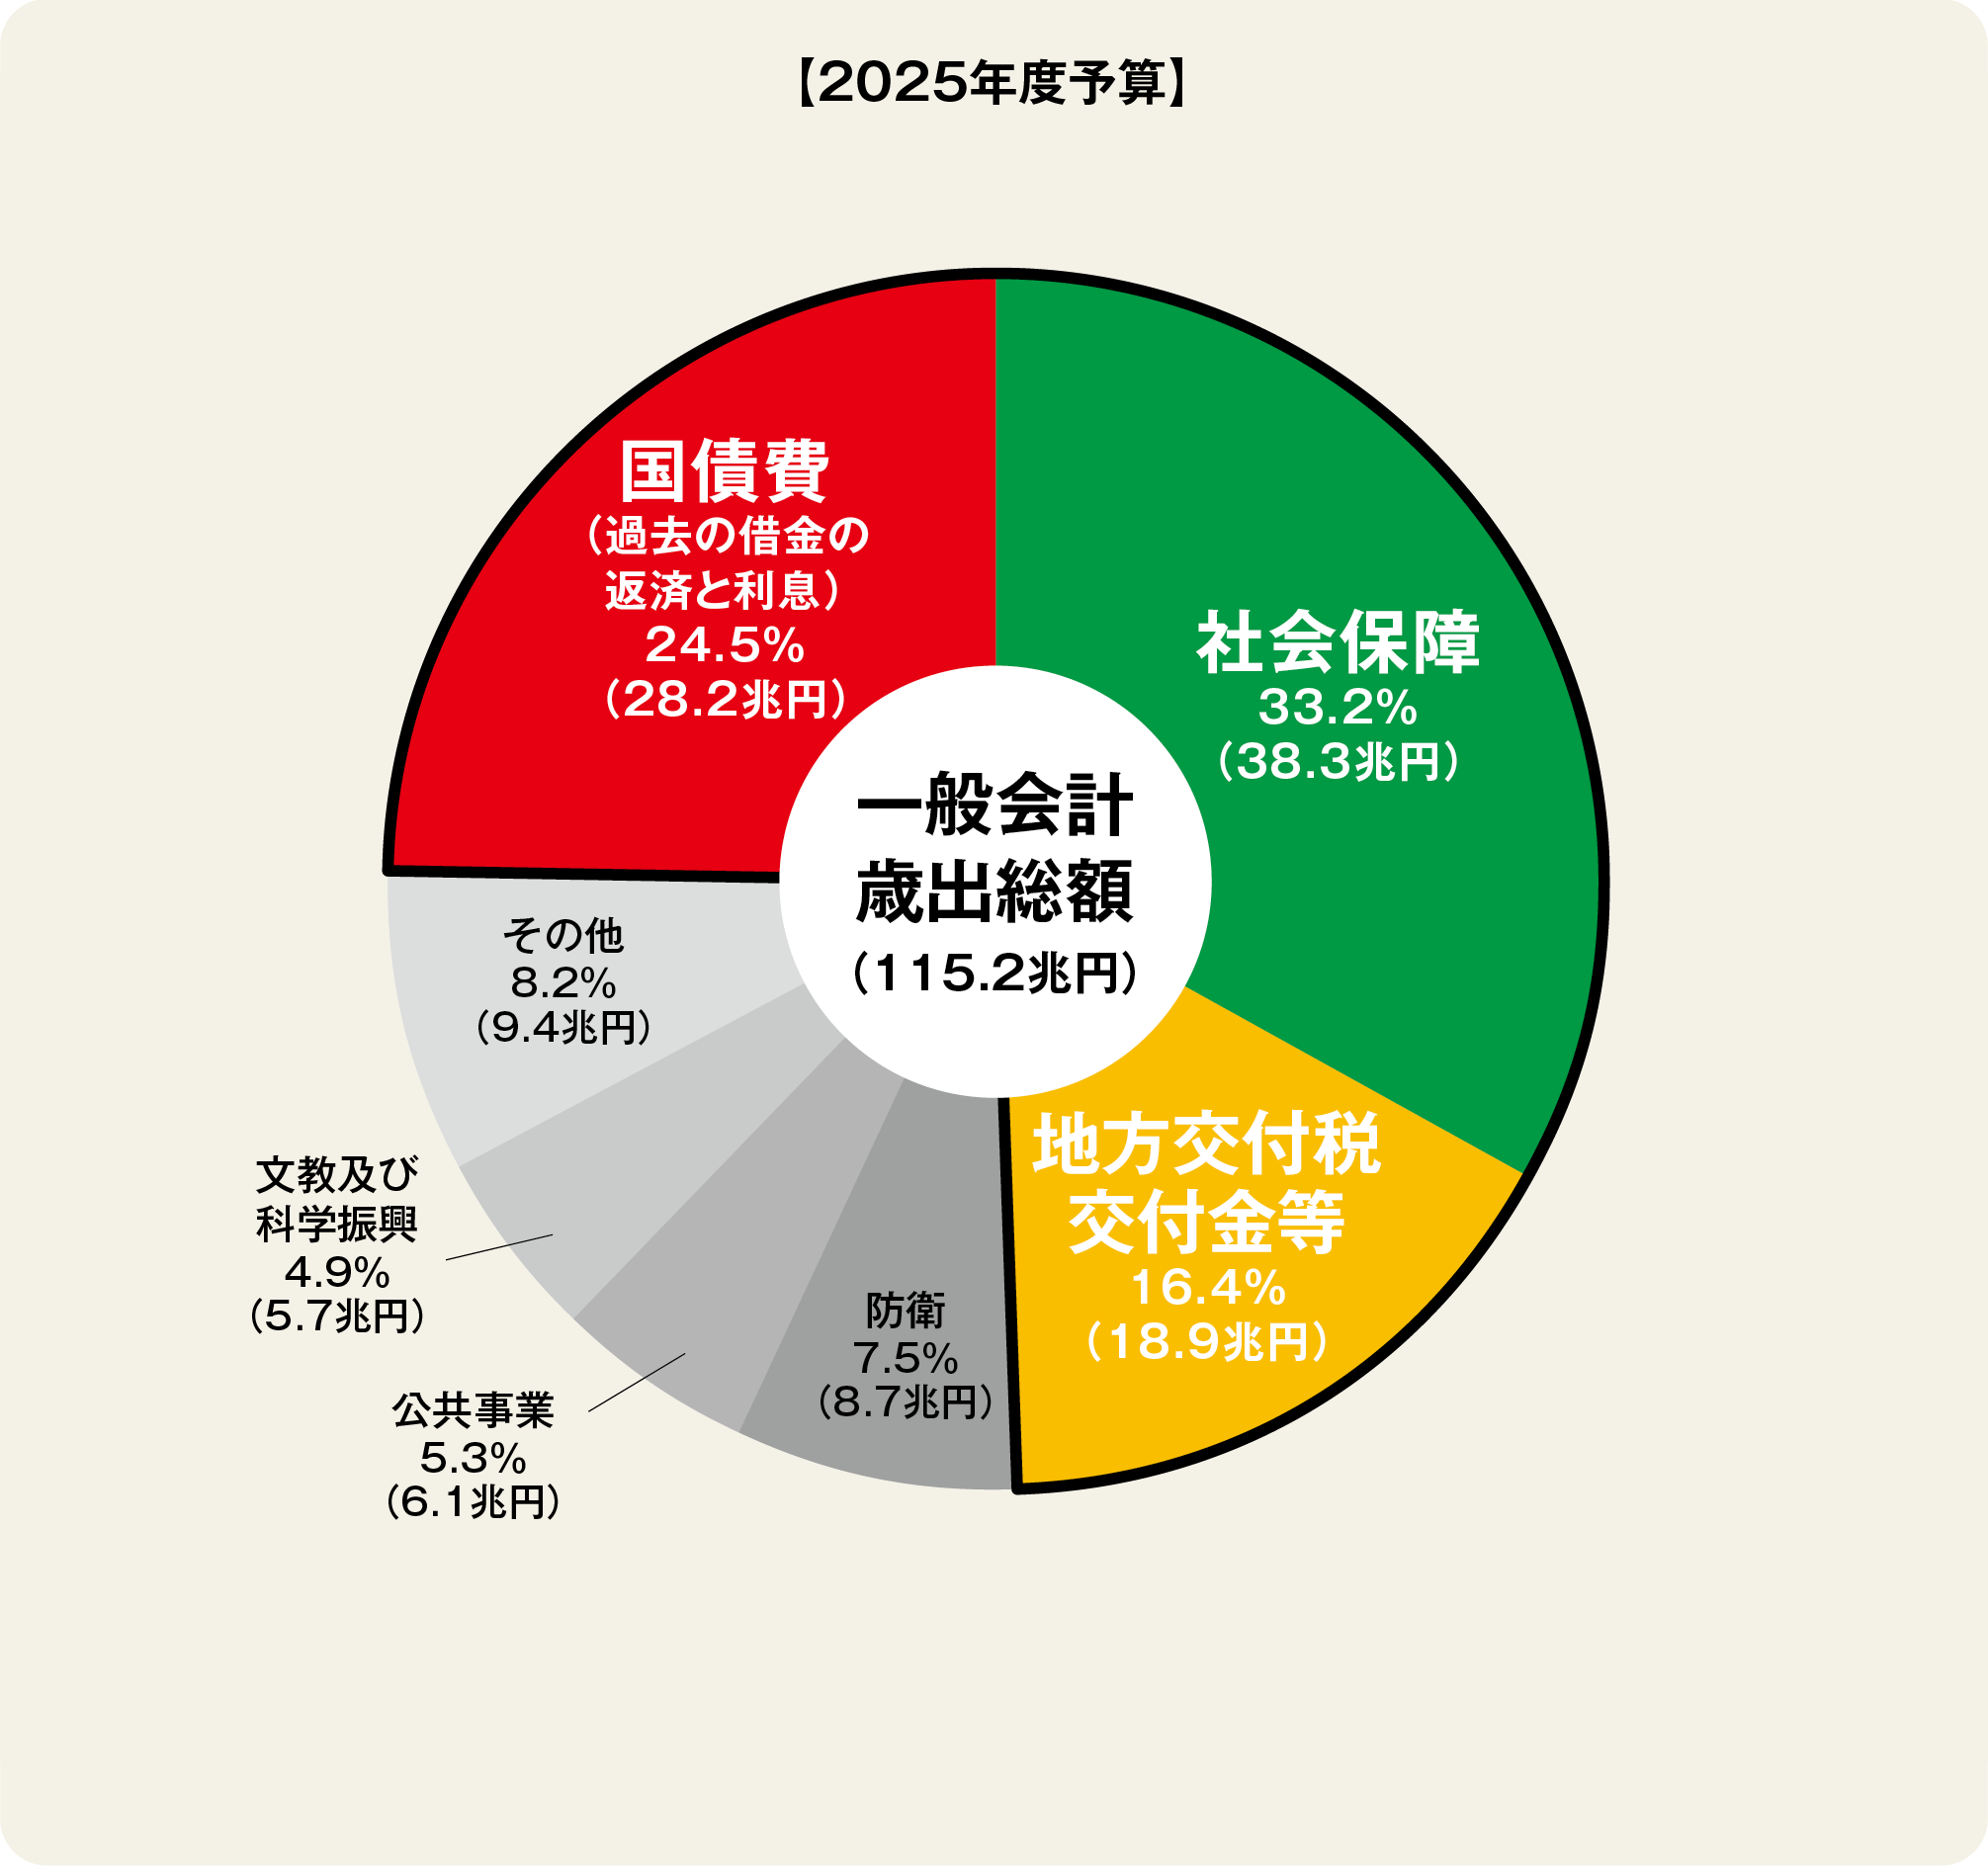 【2025年度予算】
国債費
（過去の借金の
返済と利息）
24.5%
（28.2兆円）
社会保障
33.2%
（38.3兆円）
一般会計
歳出総額
（115.2兆円）
その他
8.2%
（9.4兆円）
地方交付税
交付金等
16.4%
（18.9兆円）
文教及び
科学振興
4.9%
（5.7兆円）
防衛
7.5%
（8.7兆円）
公共事業
5.3%
（6.1兆円）